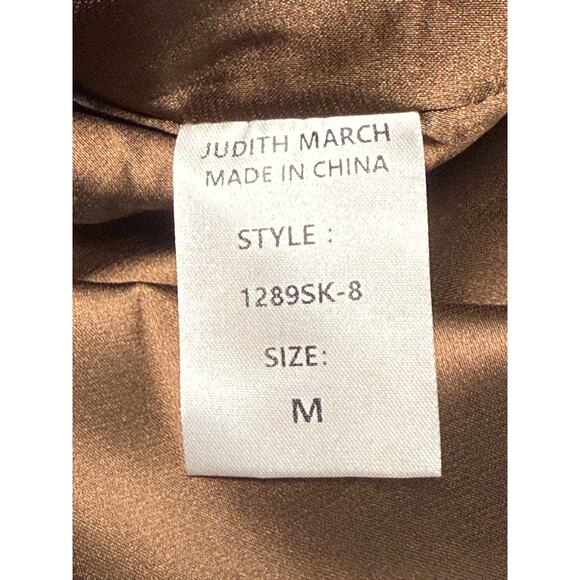 JUDITH MARCH
MADE IN CHINA
STYLE :
1289SK-8
SIZE:
M